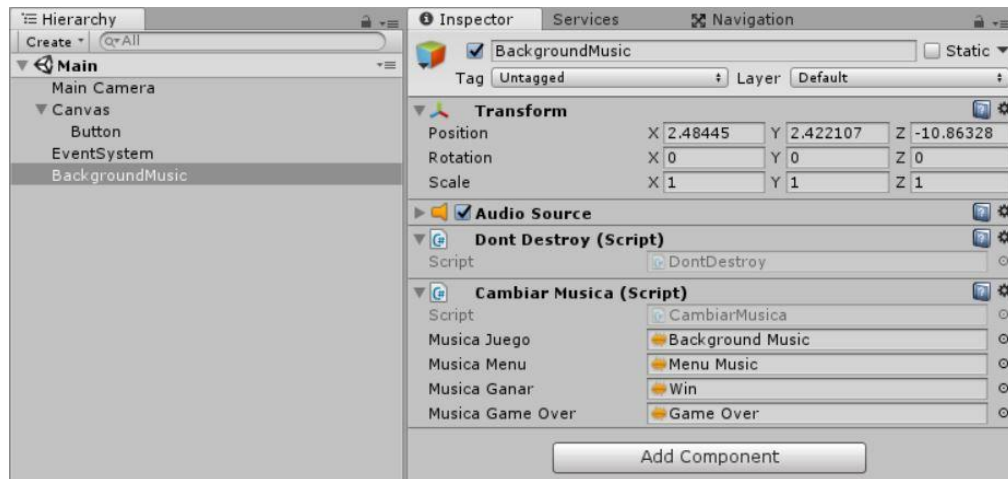 Hierarchy
Create All
Main
Main Camera
Canvas
Button
EventSystem
BackgroundMusic
Inspector Services Navigation
BackgroundMusic Static
Tag Untagged Layer Default
Transform
Position X 2.48445 Y 2.422107 Z -10.86328
Rotation X 0 Y 0 Z 0
Scale X 1 Y 1 Z 1
Audio Source
Dont Destroy (Script)
Script DontDestroy
Cambiar Musica (Script)
Script CambiarMusica
Musica Juego Background Music
Musica Menu Menu Music
Musica Ganar Win
Musica Game Over Game Over
Add Component